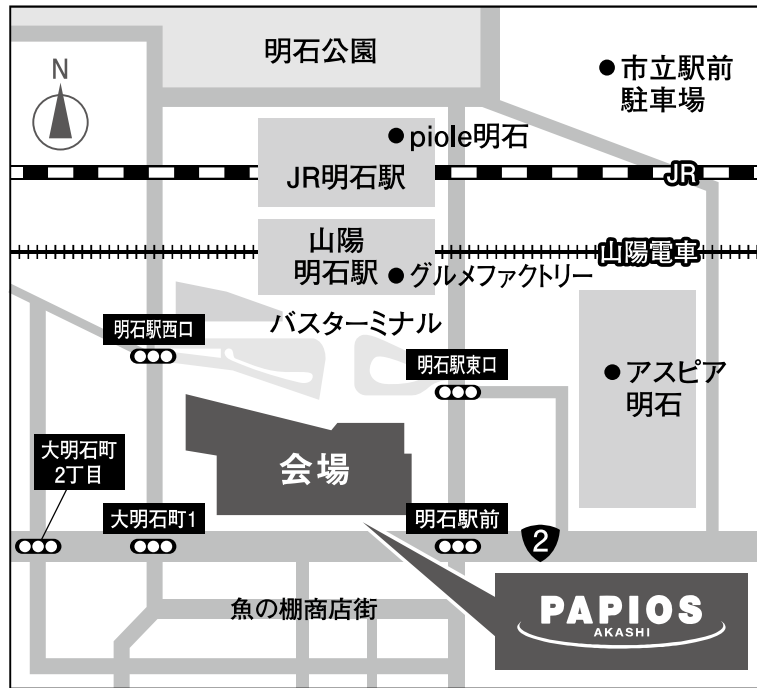 明石公園
N
市立駅前
駐車場
piole明石
JR明石駅
JR
山陽
明石駅
山陽電車
グルメファクトリー
バスターミナル
明石駅西口
明石駅東口
アスピア
明石
大明石町
2丁目
会場
大明石町1
明石駅前
2
魚の棚商店街
PAPIOS
AKASHI